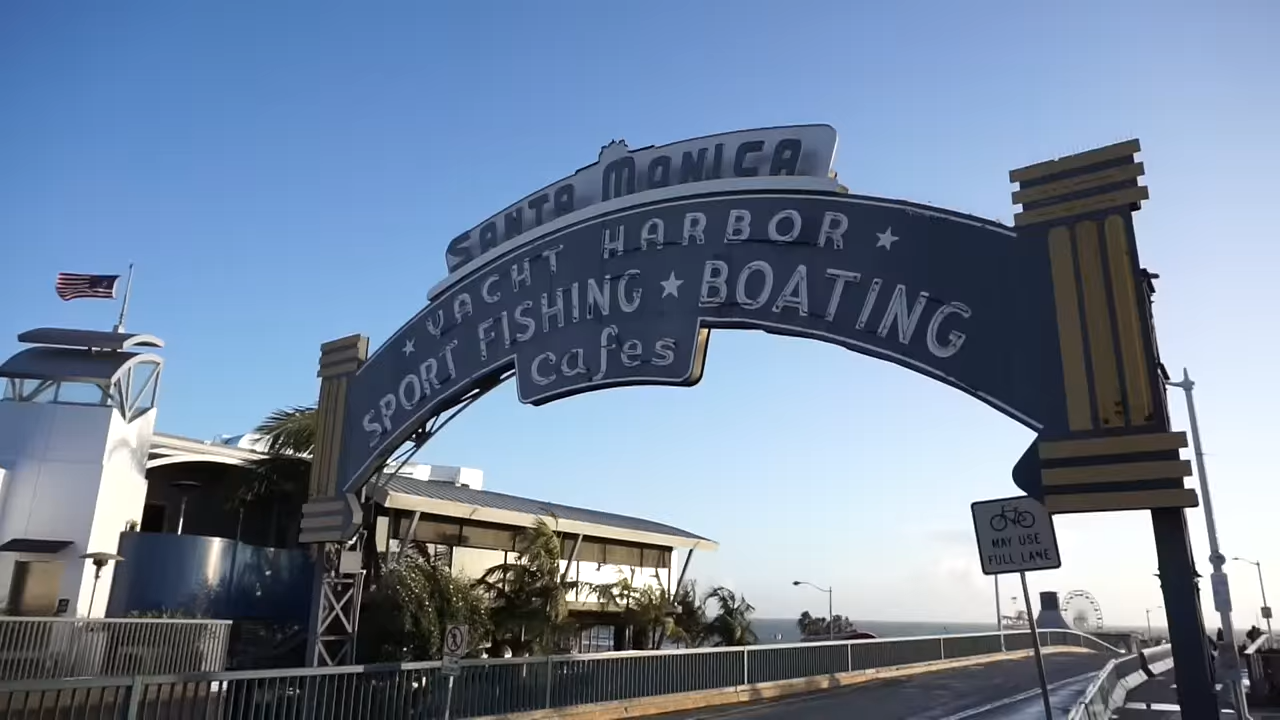 SANTA MONICA
★ YACHT HARBOR ★
SPORT FISHING ★ BOATING
Cafes
MAY USE
FULL LANE